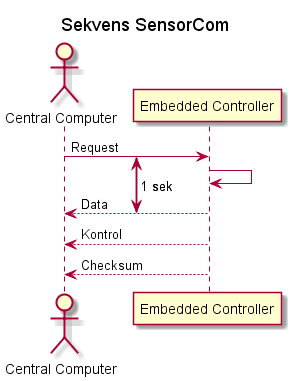 Sekvens SensorCom
Central Computer
Embedded Controller
Request
1 sek
Data
Kontrol
Checksum
Central Computer
Embedded Controller